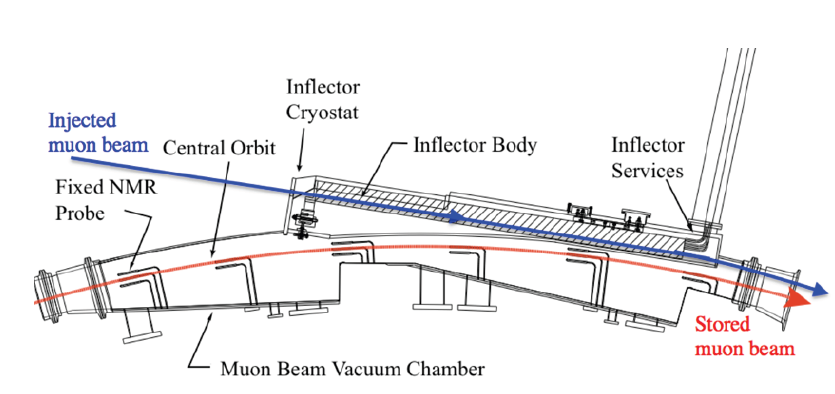 Inflector
Cryostat
Injected
muon beam
Central Orbit
Inflector Body
Inflector
Services
Fixed NMR
Probe
Stored
muon beam
Muon Beam Vacuum Chamber